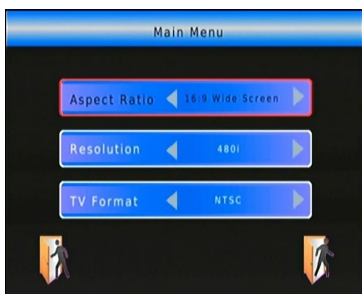 Main Menu
Aspect Ratio 16:9 Wide Screen
Resolution 480i
TV Format NTSC